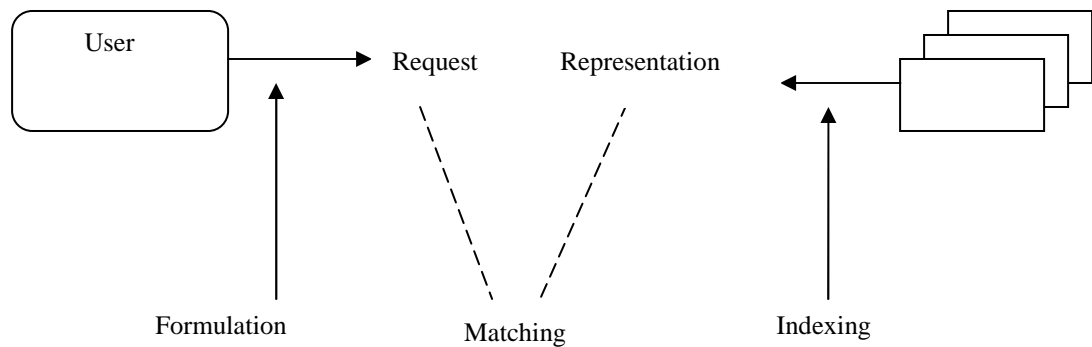 User
Request
Representation
Formulation
Matching
Indexing